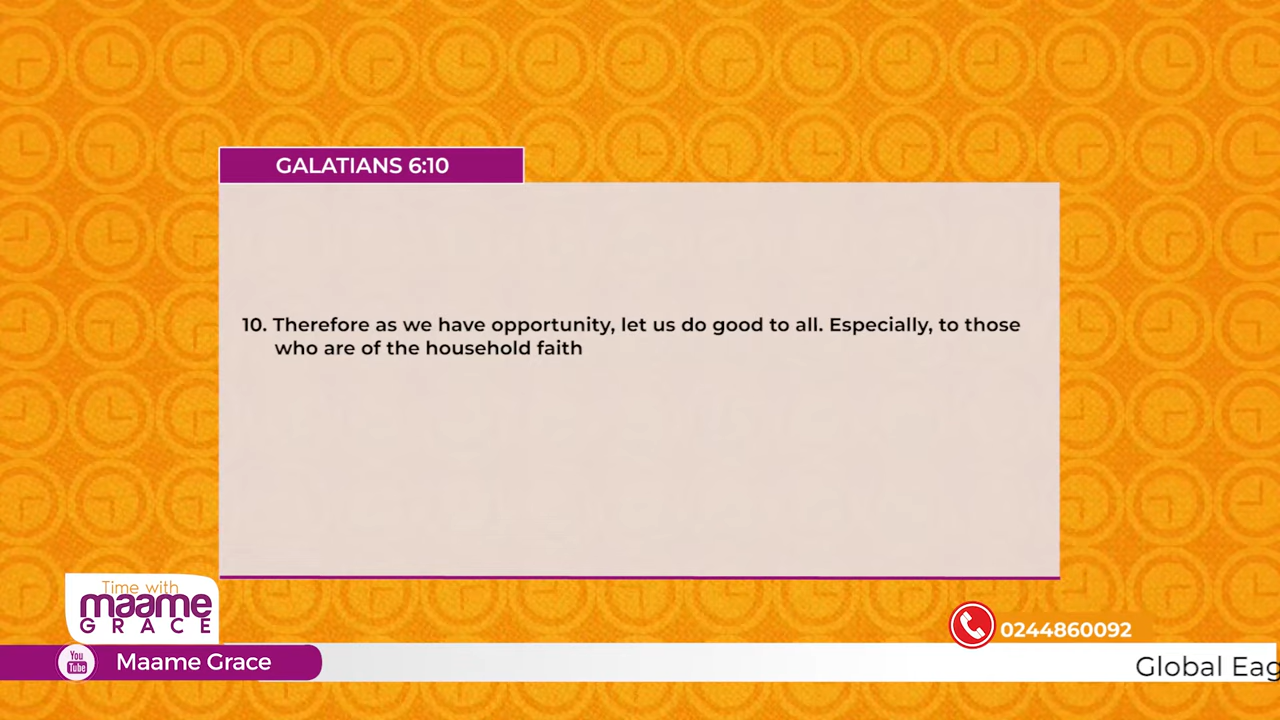 GALATIANS 6:10
10. Therefore as we have opportunity, let us do good to all. Especially, to those
who are of the household faith
Time with
maame
GRACE
0244860092
You
Tube
Maame Grace
Global